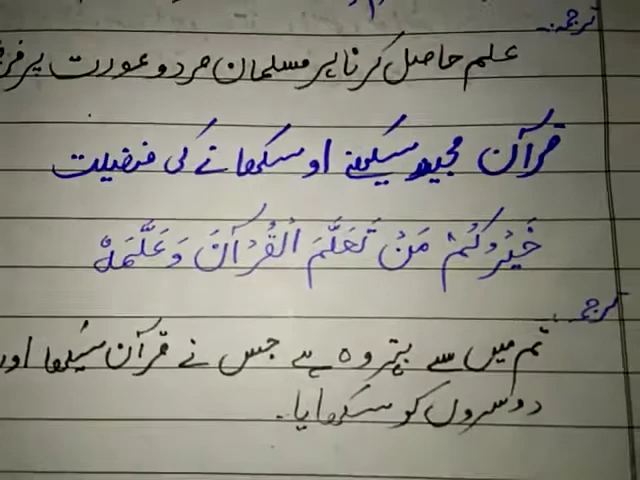 ترجمہ
علم حاصل کرنا ہر مسلمان مرد و عورت پر
قرآن مجید سیکھنے او سکھانے کی فضیلت
خَيْرُكُمْ مَنْ تَعَلَّمَ الْقُرْآنَ وَعَلَّمَهُ
ترجمہ
تم میں سے بہتر وہ ہے جس نے قرآن سیکھا اور
دوسروں کو سکھایا۔